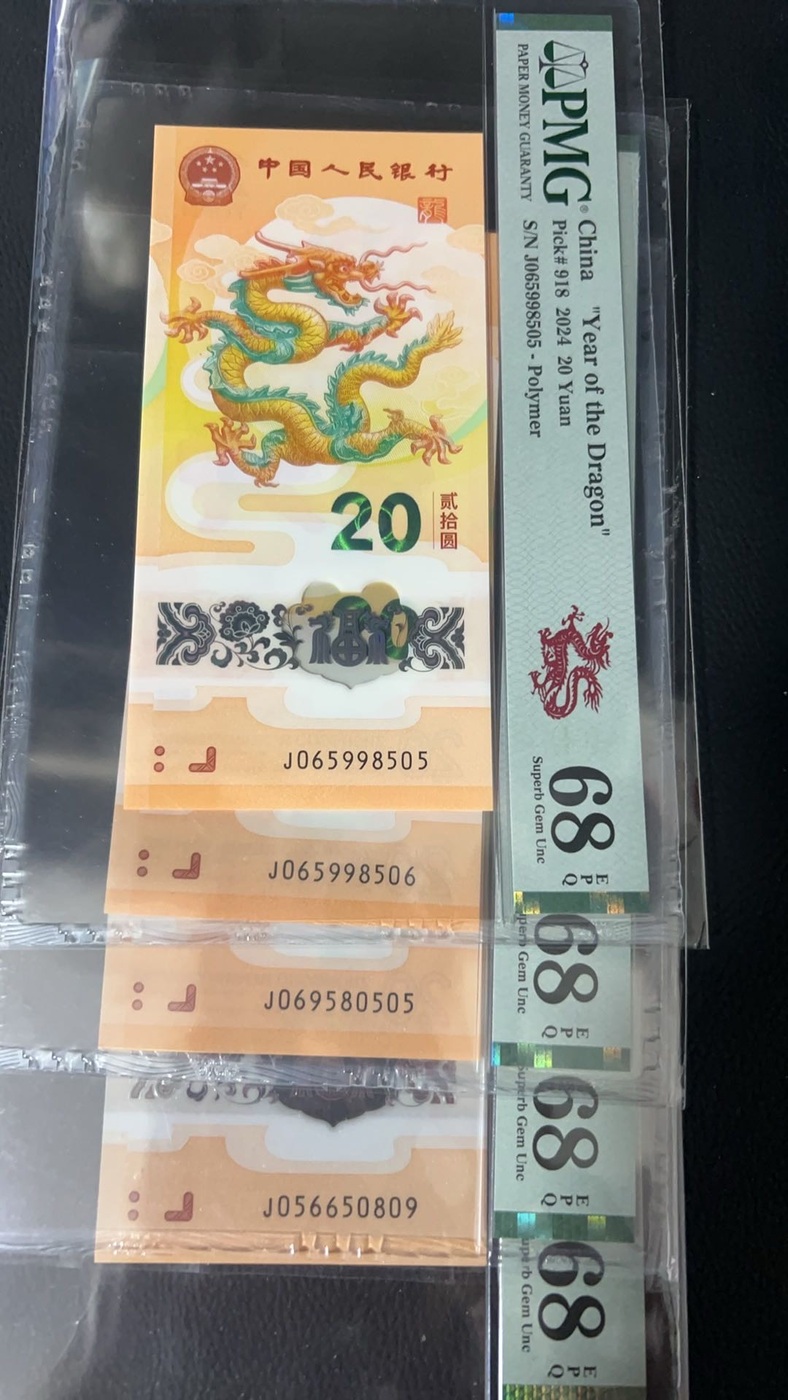 中国人民银行
20
贰拾圆
福
J065998505
J065998506
J069580505
J056650809
PMG®
PAPER MONEY GUARANTY
China "Year of the Dragon"
Pick# 918 2024 20 Yuan
S/N J065998505 - Polymer
68 EPQ
Superb Gem Unc
68 EPQ
Gem Unc
68 EPQ
Superb Gem Unc
68 EPQ
Gem Unc